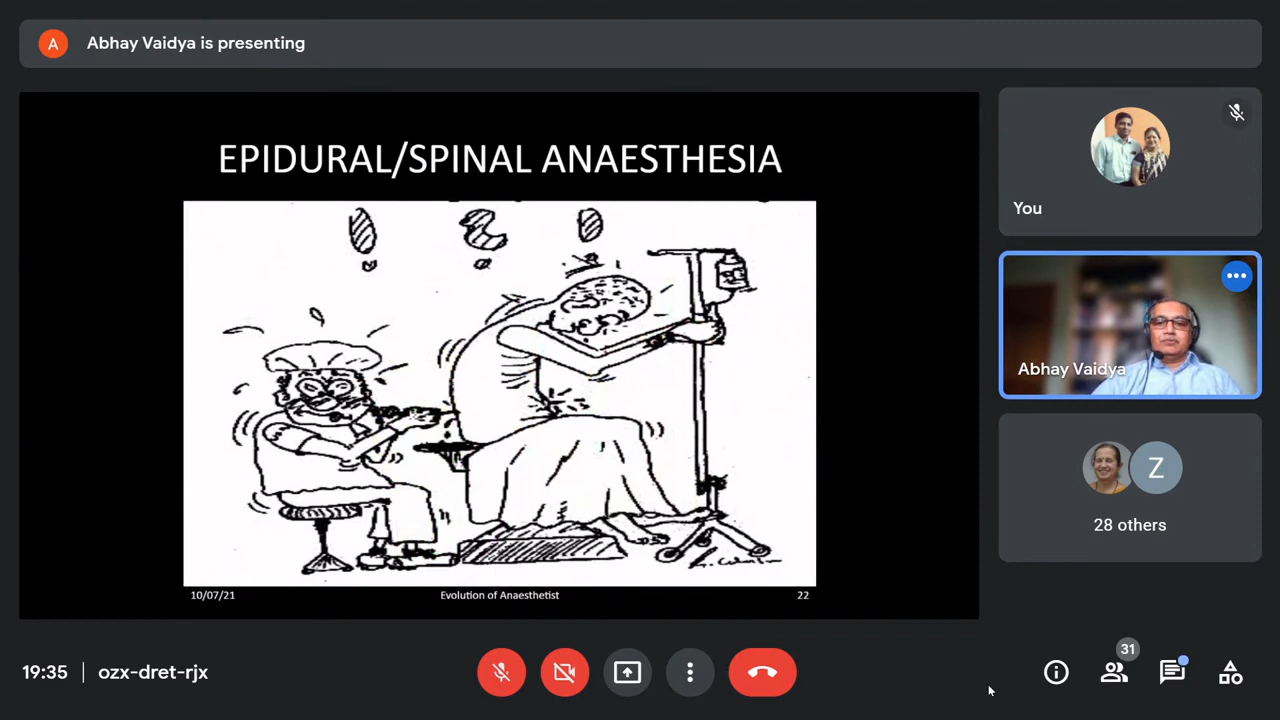 A
Abhay Vaidya is presenting
EPIDURAL/SPINAL ANAESTHESIA
10/07/21
Evolution of Anaesthetist
22
You
Abhay Vaidya
Z
28 others
19:35
ozx-dret-rjx
31